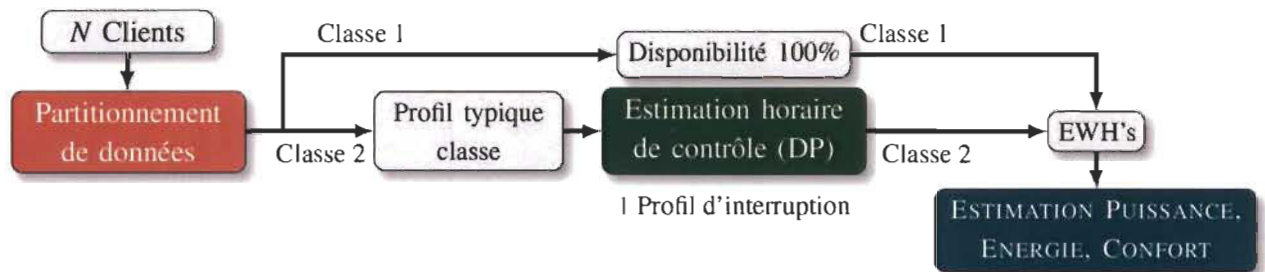 N Clients
Classe 1
Disponibilité 100%
Classe 1
Partitionnement
de données
Classe 2
Profil typique
classe
Estimation horaire
de contrôle (DP)
Classe 2
EWH's
1 Profil d'interruption
ESTIMATION PUISSANCE,
ENERGIE, CONFORT